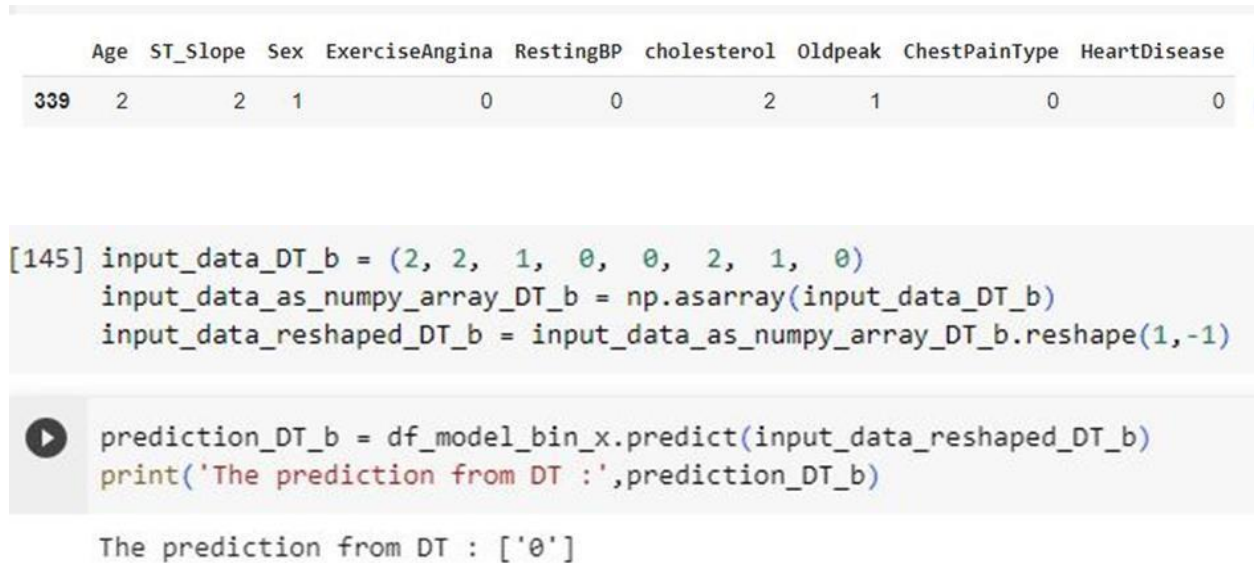 Age ST_Slope Sex ExerciseAngina RestingBP cholesterol Oldpeak ChestPainType HeartDisease
339 2 2 1 0 0 2 1 0 0
[145] input_data_DT_b = (2, 2, 1, 0, 0, 2, 1, 0)
input_data_as_numpy_array_DT_b = np.asarray(input_data_DT_b)
input_data_reshaped_DT_b = input_data_as_numpy_array_DT_b.reshape(1,-1)
prediction_DT_b = df_model_bin_x.predict(input_data_reshaped_DT_b)
print('The prediction from DT :',prediction_DT_b)
The prediction from DT : ['0']